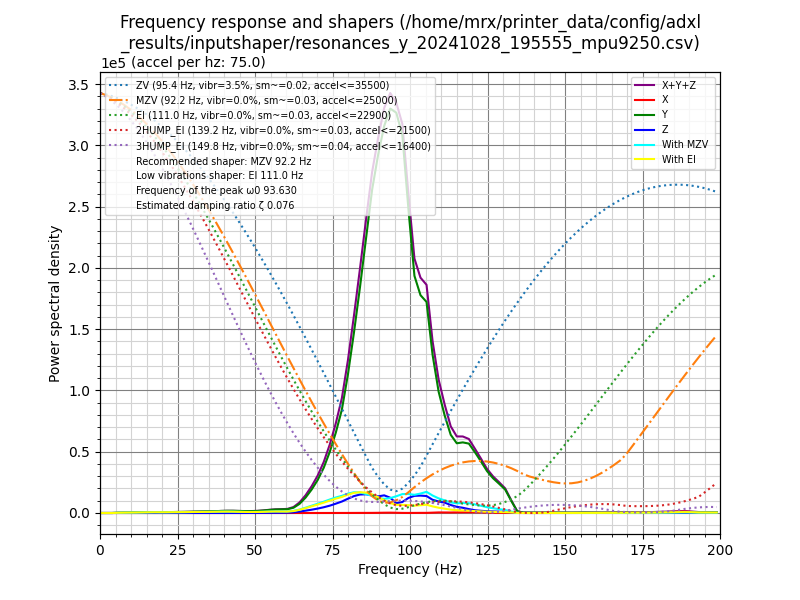 Frequency response and shapers (/home/mrx/printer_data/config/adxl
_results/inputshaper/resonances_y_20241028_195555_mpu9250.csv)
1e5 (accel per hz: 75.0)
ZV (95.4 Hz, vibr=3.5%, sm~=0.02, accel<=35500)
MZV (92.2 Hz, vibr=0.0%, sm~=0.03, accel<=25000)
EI (111.0 Hz, vibr=0.0%, sm~=0.03, accel<=22900)
2HUMP_EI (139.2 Hz, vibr=0.0%, sm~=0.03, accel<=21500)
3HUMP_EI (149.8 Hz, vibr=0.0%, sm~=0.04, accel<=16400)
Recommended shaper: MZV 92.2 Hz
Low vibrations shaper: EI 111.0 Hz
Frequency of the peak ω0 93.630
Estimated damping ratio ζ 0.076
X+Y+Z
X
Y
Z
With MZV
With EI
Power spectral density
3.5
3.0
2.5
2.0
1.5
1.0
0.5
0.0
0 25 50 75 100 125 150 175 200
Frequency (Hz)